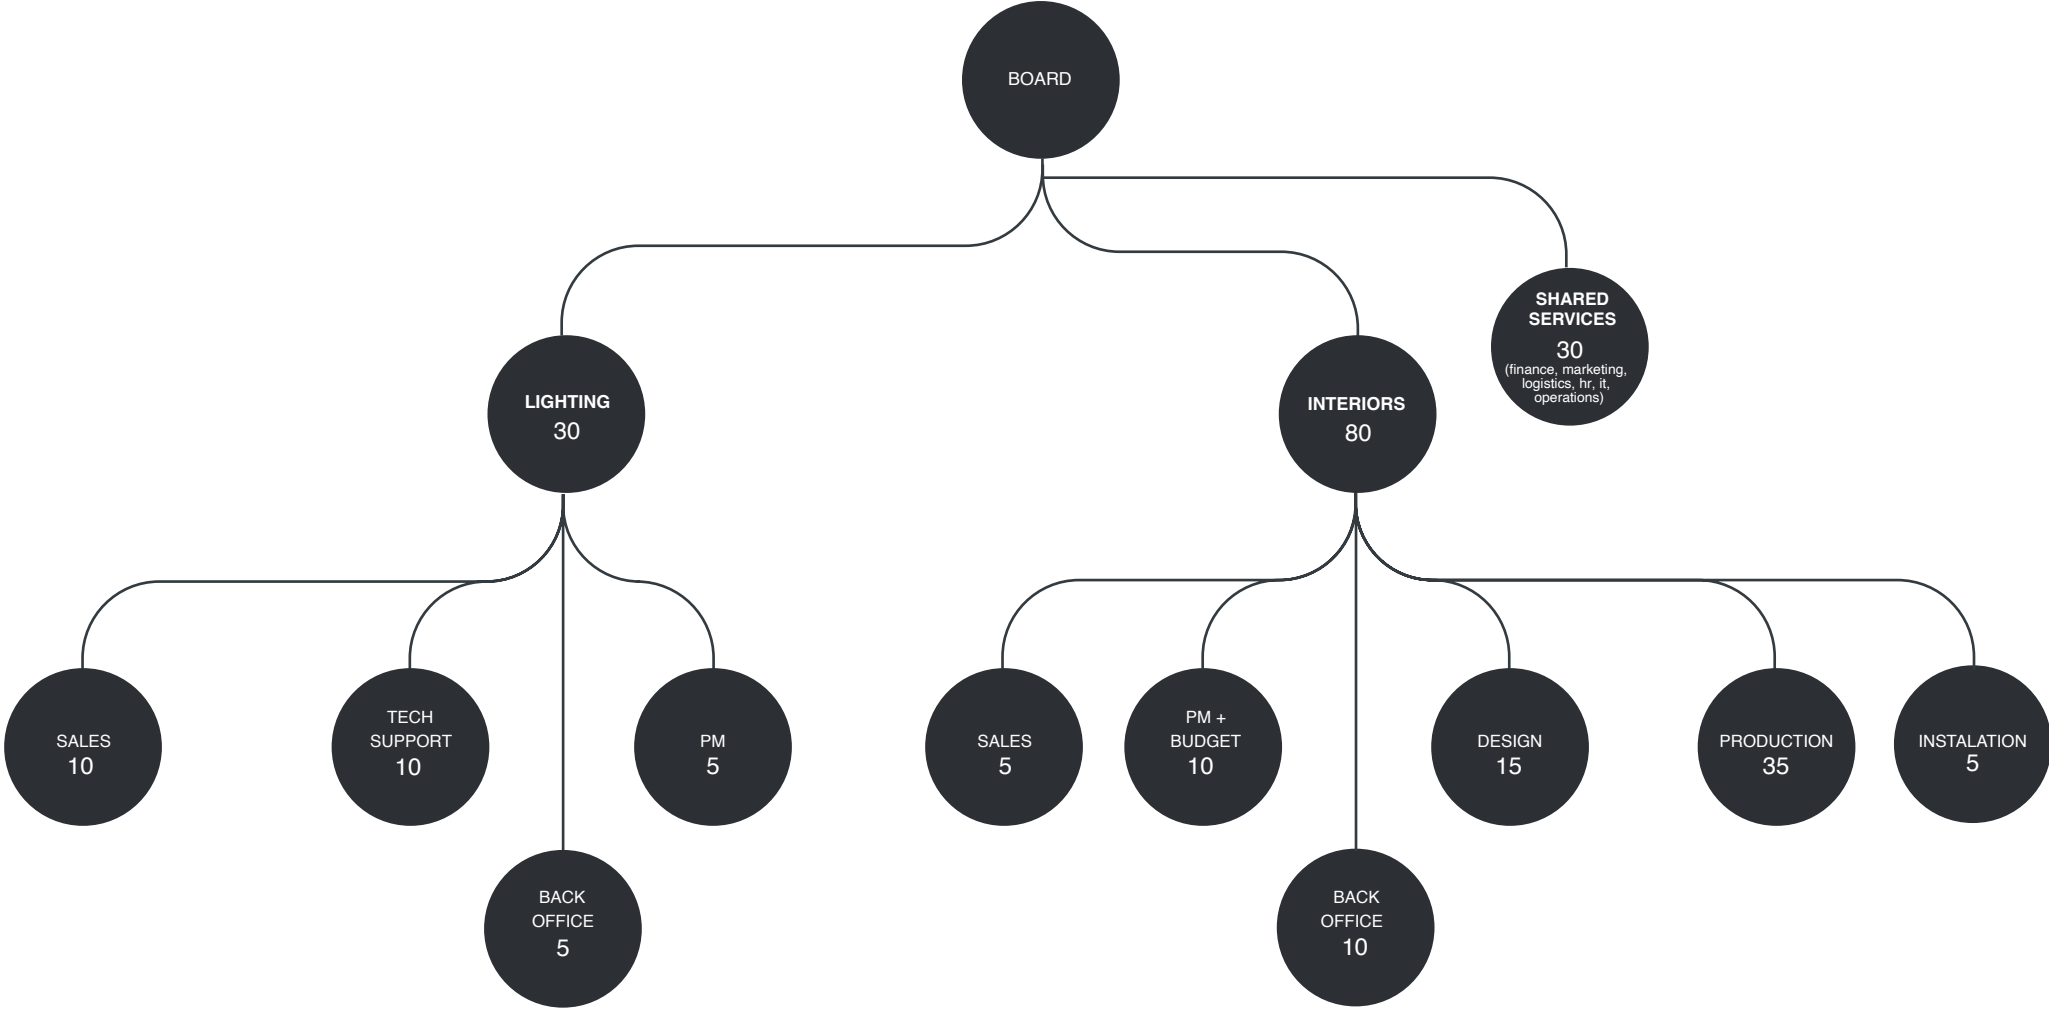 BOARD
SHARED
SERVICES
30
(finance, marketing,
logistics, hr, it,
operations)
LIGHTING
30
INTERIORS
80
SALES
10
TECH
SUPPORT
10
PM
5
SALES
5
PM +
BUDGET
10
DESIGN
15
PRODUCTION
35
INSTALATION
5
BACK
OFFICE
5
BACK
OFFICE
10